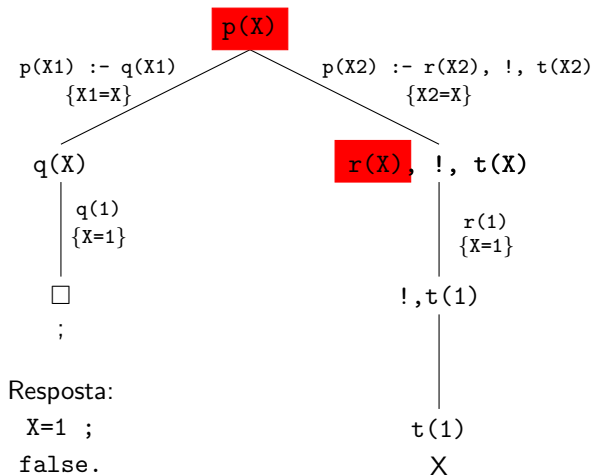 p(X)
p(X1) :- q(X1)
{X1=X}
p(X2) :- r(X2), !, t(X2)
{X2=X}
q(X)
r(X), !, t(X)
q(1)
{X=1}
r(1)
{X=1}
□
!,t(1)
;
Resposta:
X=1 ;
t(1)
false.
X